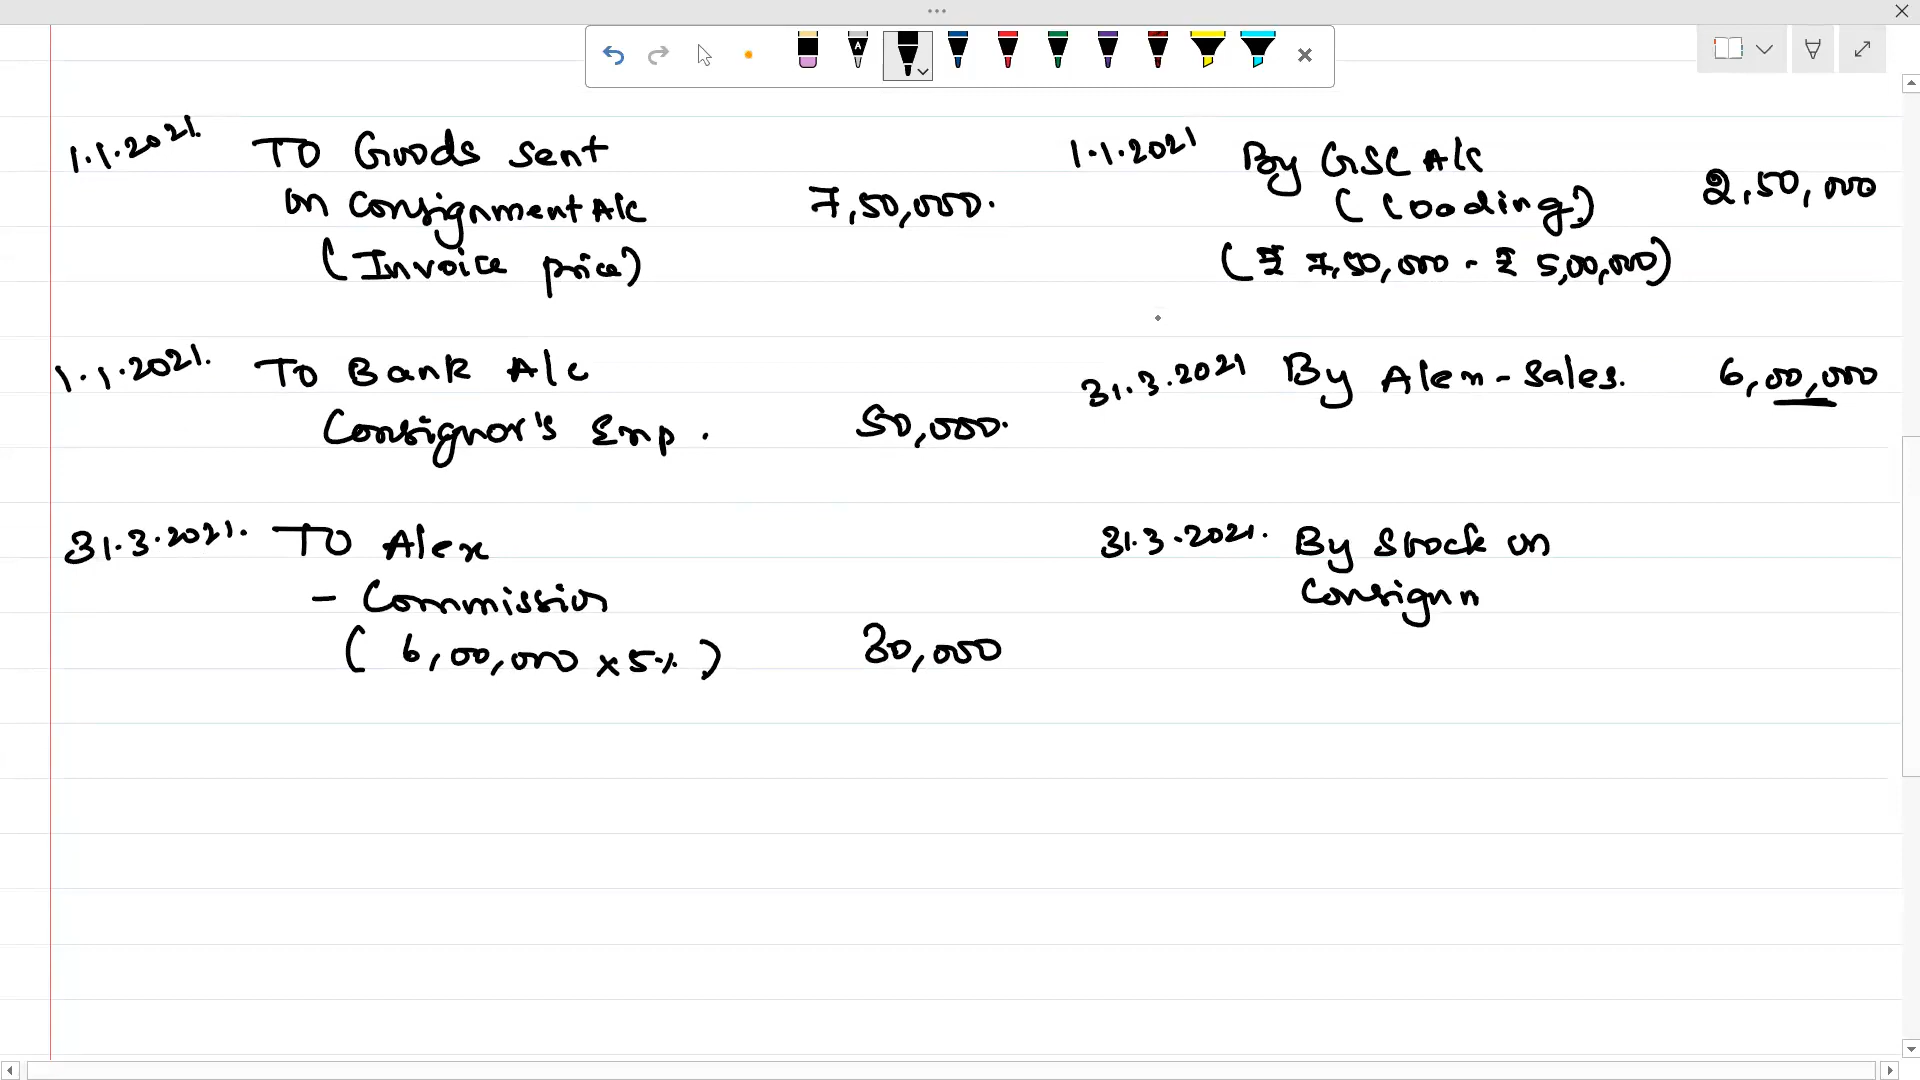 1.1.2021. To Goods sent
on Consignment A/c 7,50,000.
(Invoice price)
1.1.2021. To Bank A/c
Consignor's Exp. 50,000.
31.3.2021. To Alex
- Commission
(6,00,000 x 5%) 30,000
1.1.2021 By GSC A/c
(Loading) 2,50,000
(₹ 7,50,000 - ₹ 5,00,000)
31.3.2021 By Alex - Sales. 6,00,000
31.3.2021. By Stock on
Consignn